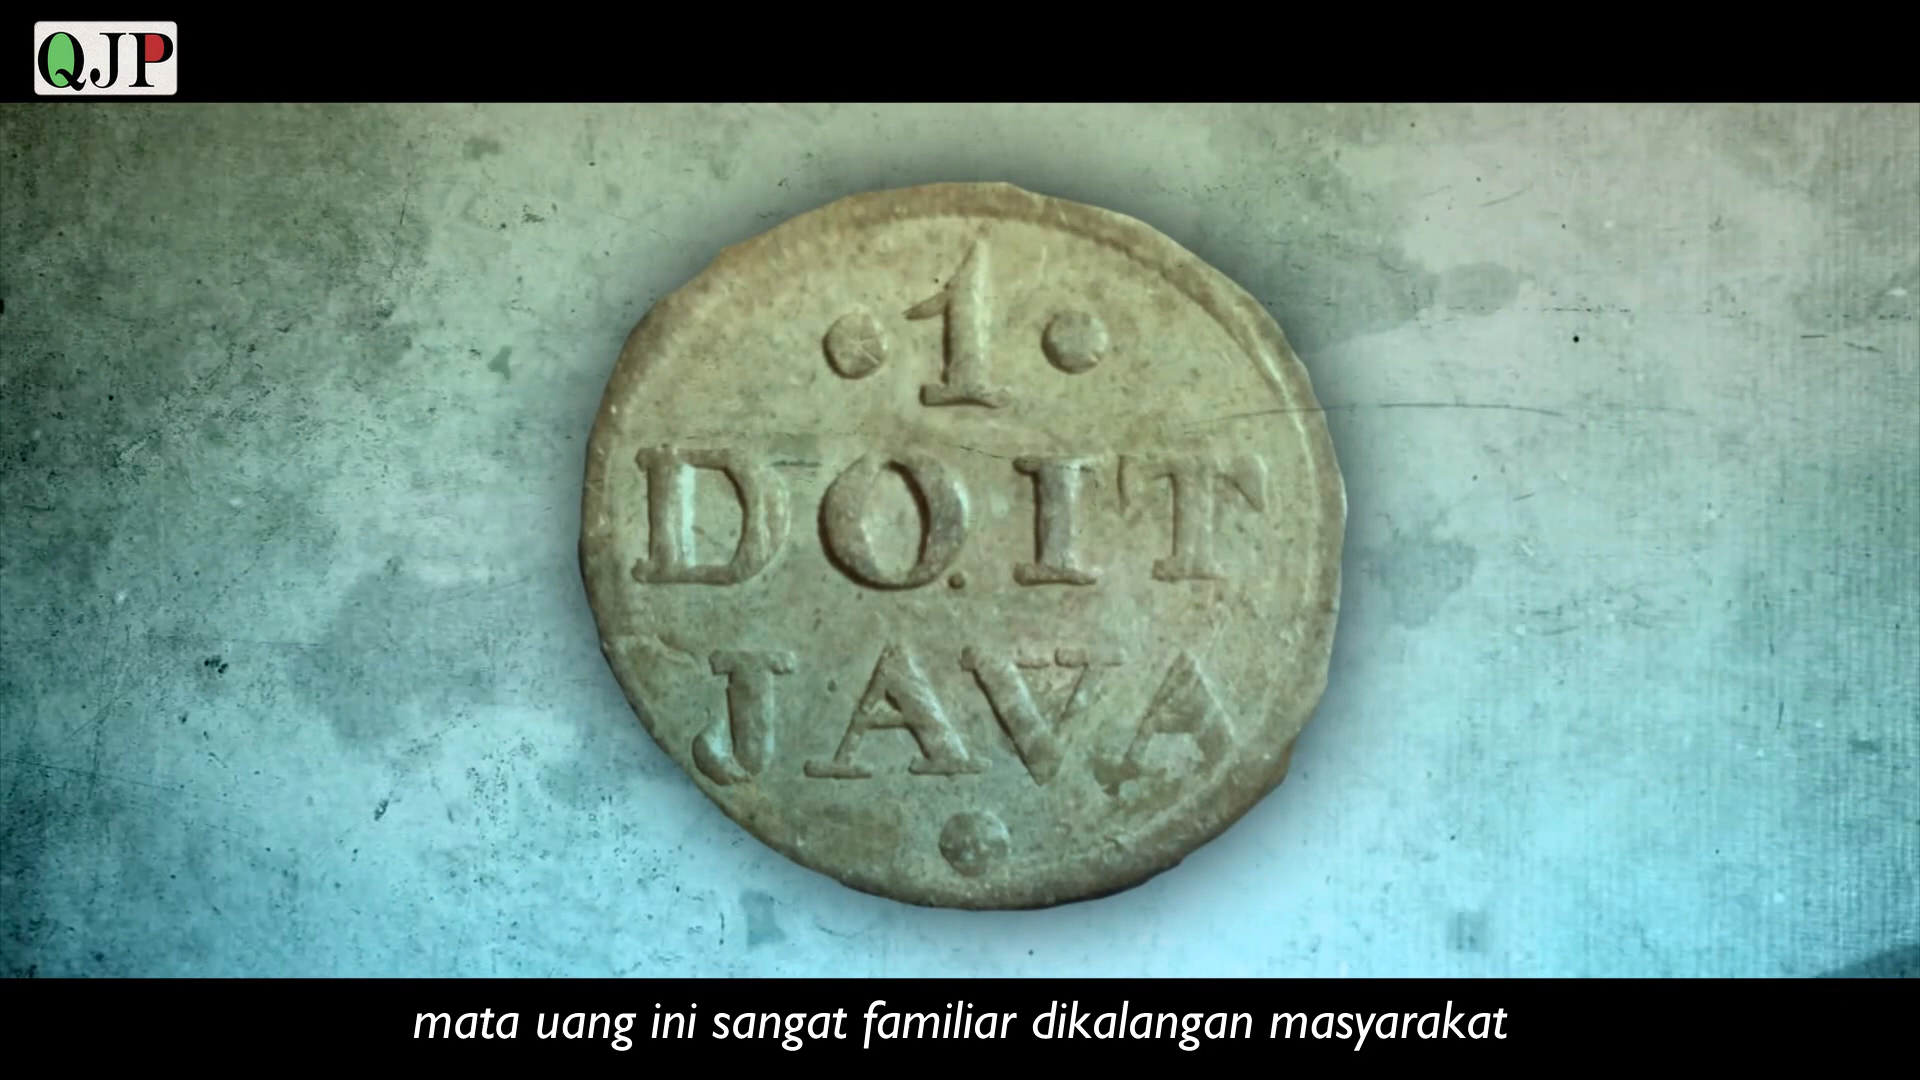 QJP
• 1 •
DO.IT
JAVA
•
mata uang ini sangat familiar dikalangan masyarakat